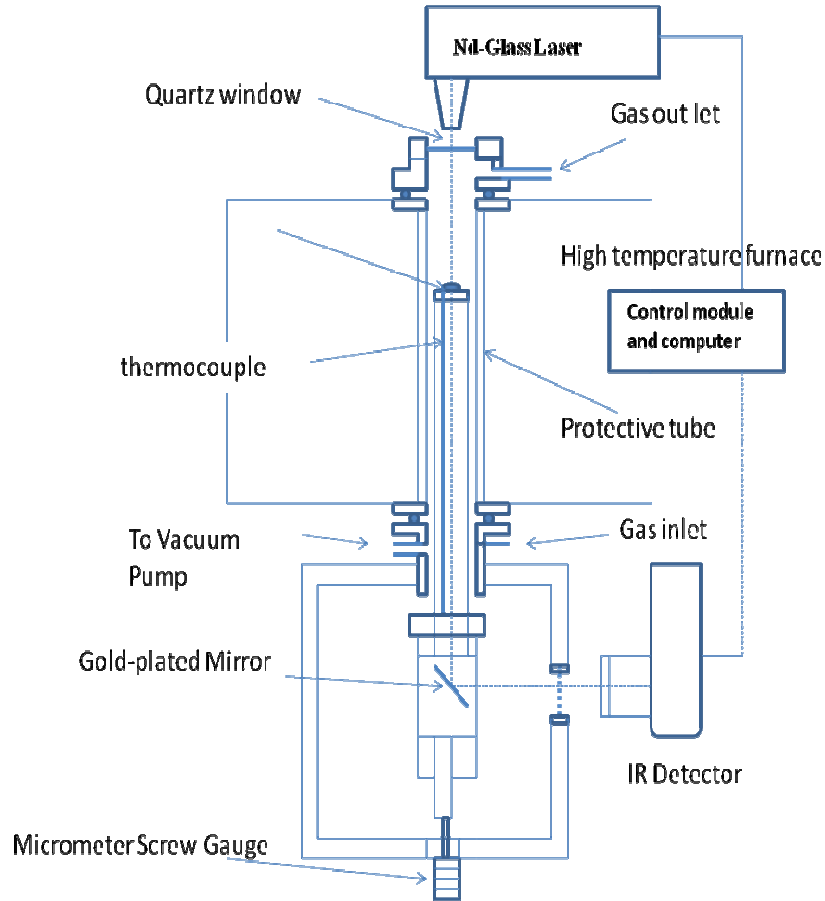 Nd-Glass Laser
Quartz window
Gas out let
High temperature furnace
Control module
and computer
thermocouple
Protective tube
To Vacuum
Pump
Gas inlet
Gold-plated Mirror
IR Detector
Micrometer Screw Gauge